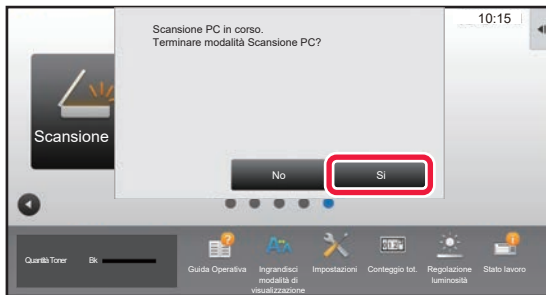 Scansione PC in corso.
Terminare modalità Scansione PC?
10:15
Scansione
No
Si
Quantità Toner Bk
Guida Operativa
Ingrandisci
modalità di
visualizzazione
Impostazioni
Conteggio tot.
Regolazione
luminosità
Stato lavoro